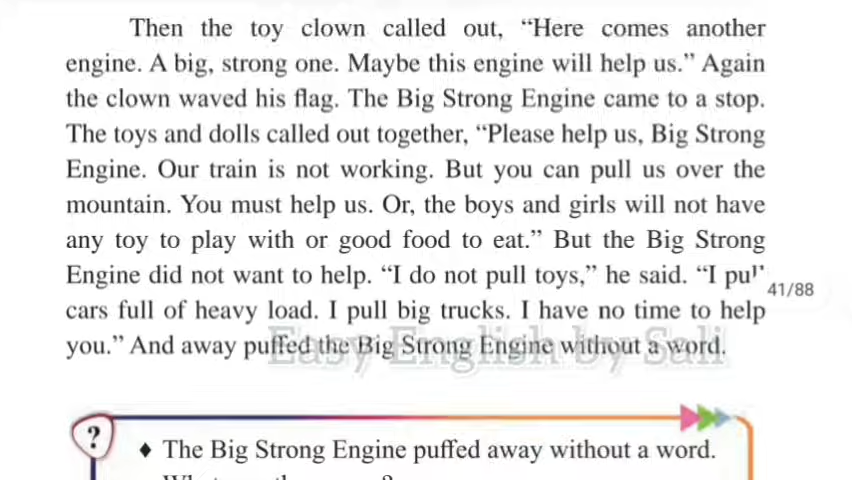 Then the toy clown called out, “Here comes another
engine. A big, strong one. Maybe this engine will help us.” Again
the clown waved his flag. The Big Strong Engine came to a stop.
The toys and dolls called out together, “Please help us, Big Strong
Engine. Our train is not working. But you can pull us over the
mountain. You must help us. Or, the boys and girls will not have
any toy to play with or good food to eat.” But the Big Strong
Engine did not want to help. “I do not pull toys,” he said. “I
41/88
cars full of heavy load. I pull big trucks. I have no time to help
you.” And away puffed the Big Strong Engine without a word.
Easy English by Sali
?
♦ The Big Strong Engine puffed away without a word.